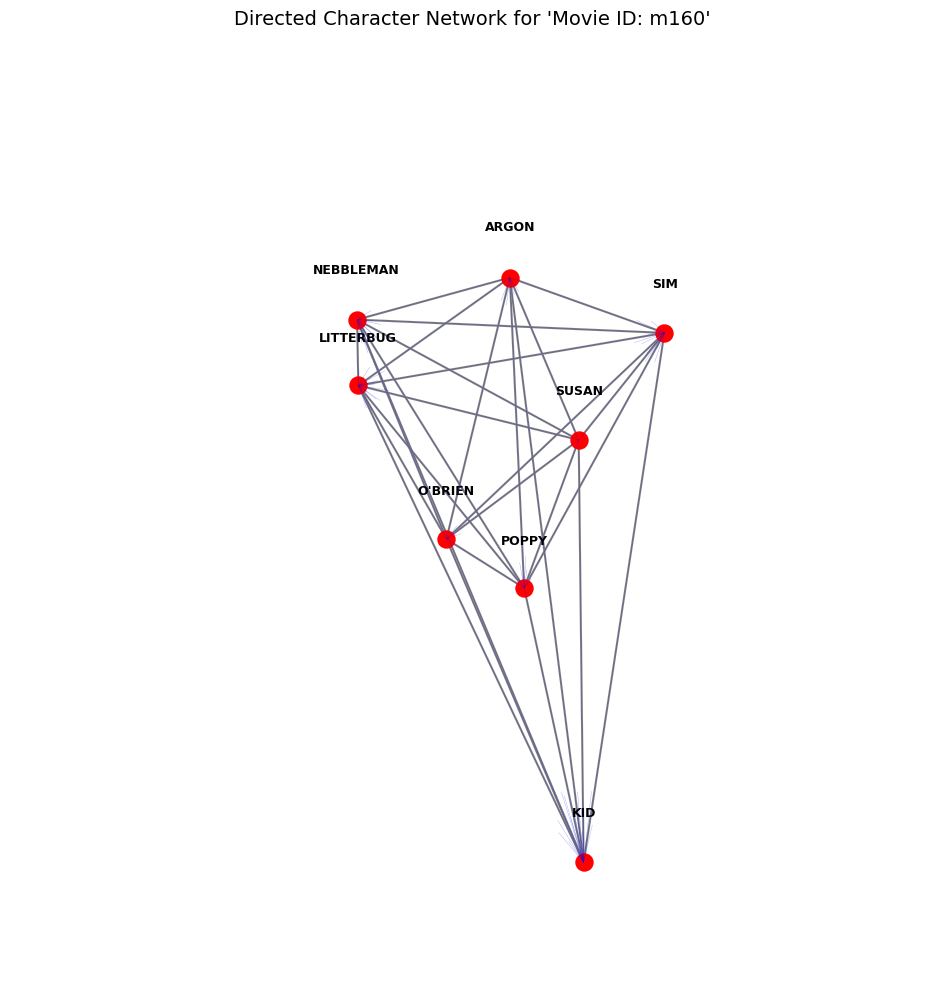 Directed Character Network for 'Movie ID: m160'
ARGON
NEBBLEMAN
SIM
LITTERBUG
SUSAN
O'BRIEN
POPPY
KID